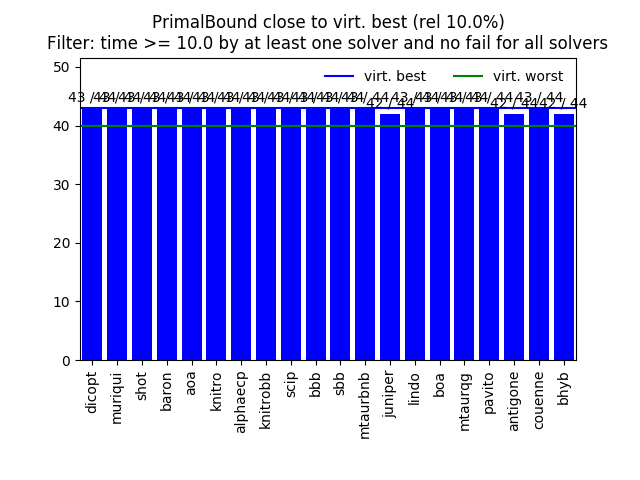 PrimalBound close to virt. best (rel 10.0%)
Filter: time >= 10.0 by at least one solver and no fail for all solvers
virt. best
virt. worst
50
40
30
20
10
0
42 / 44
42 / 44
43 / 44
42 / 44
dicopt
muriqui
shot
baron
aoa
knitro
alphaecp
knitrobb
scip
bbb
sbb
mtaurbnb
juniper
lindo
boa
mtaurqg
pavito
antigone
couenne
bhyb